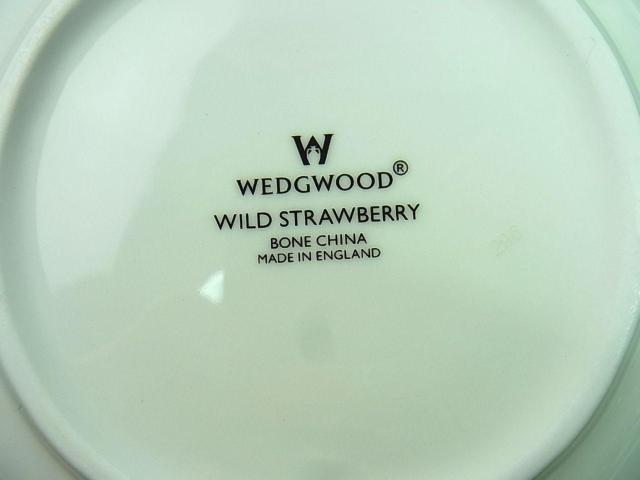 W
WEDGWOOD®
WILD STRAWBERRY
BONE CHINA
MADE IN ENGLAND